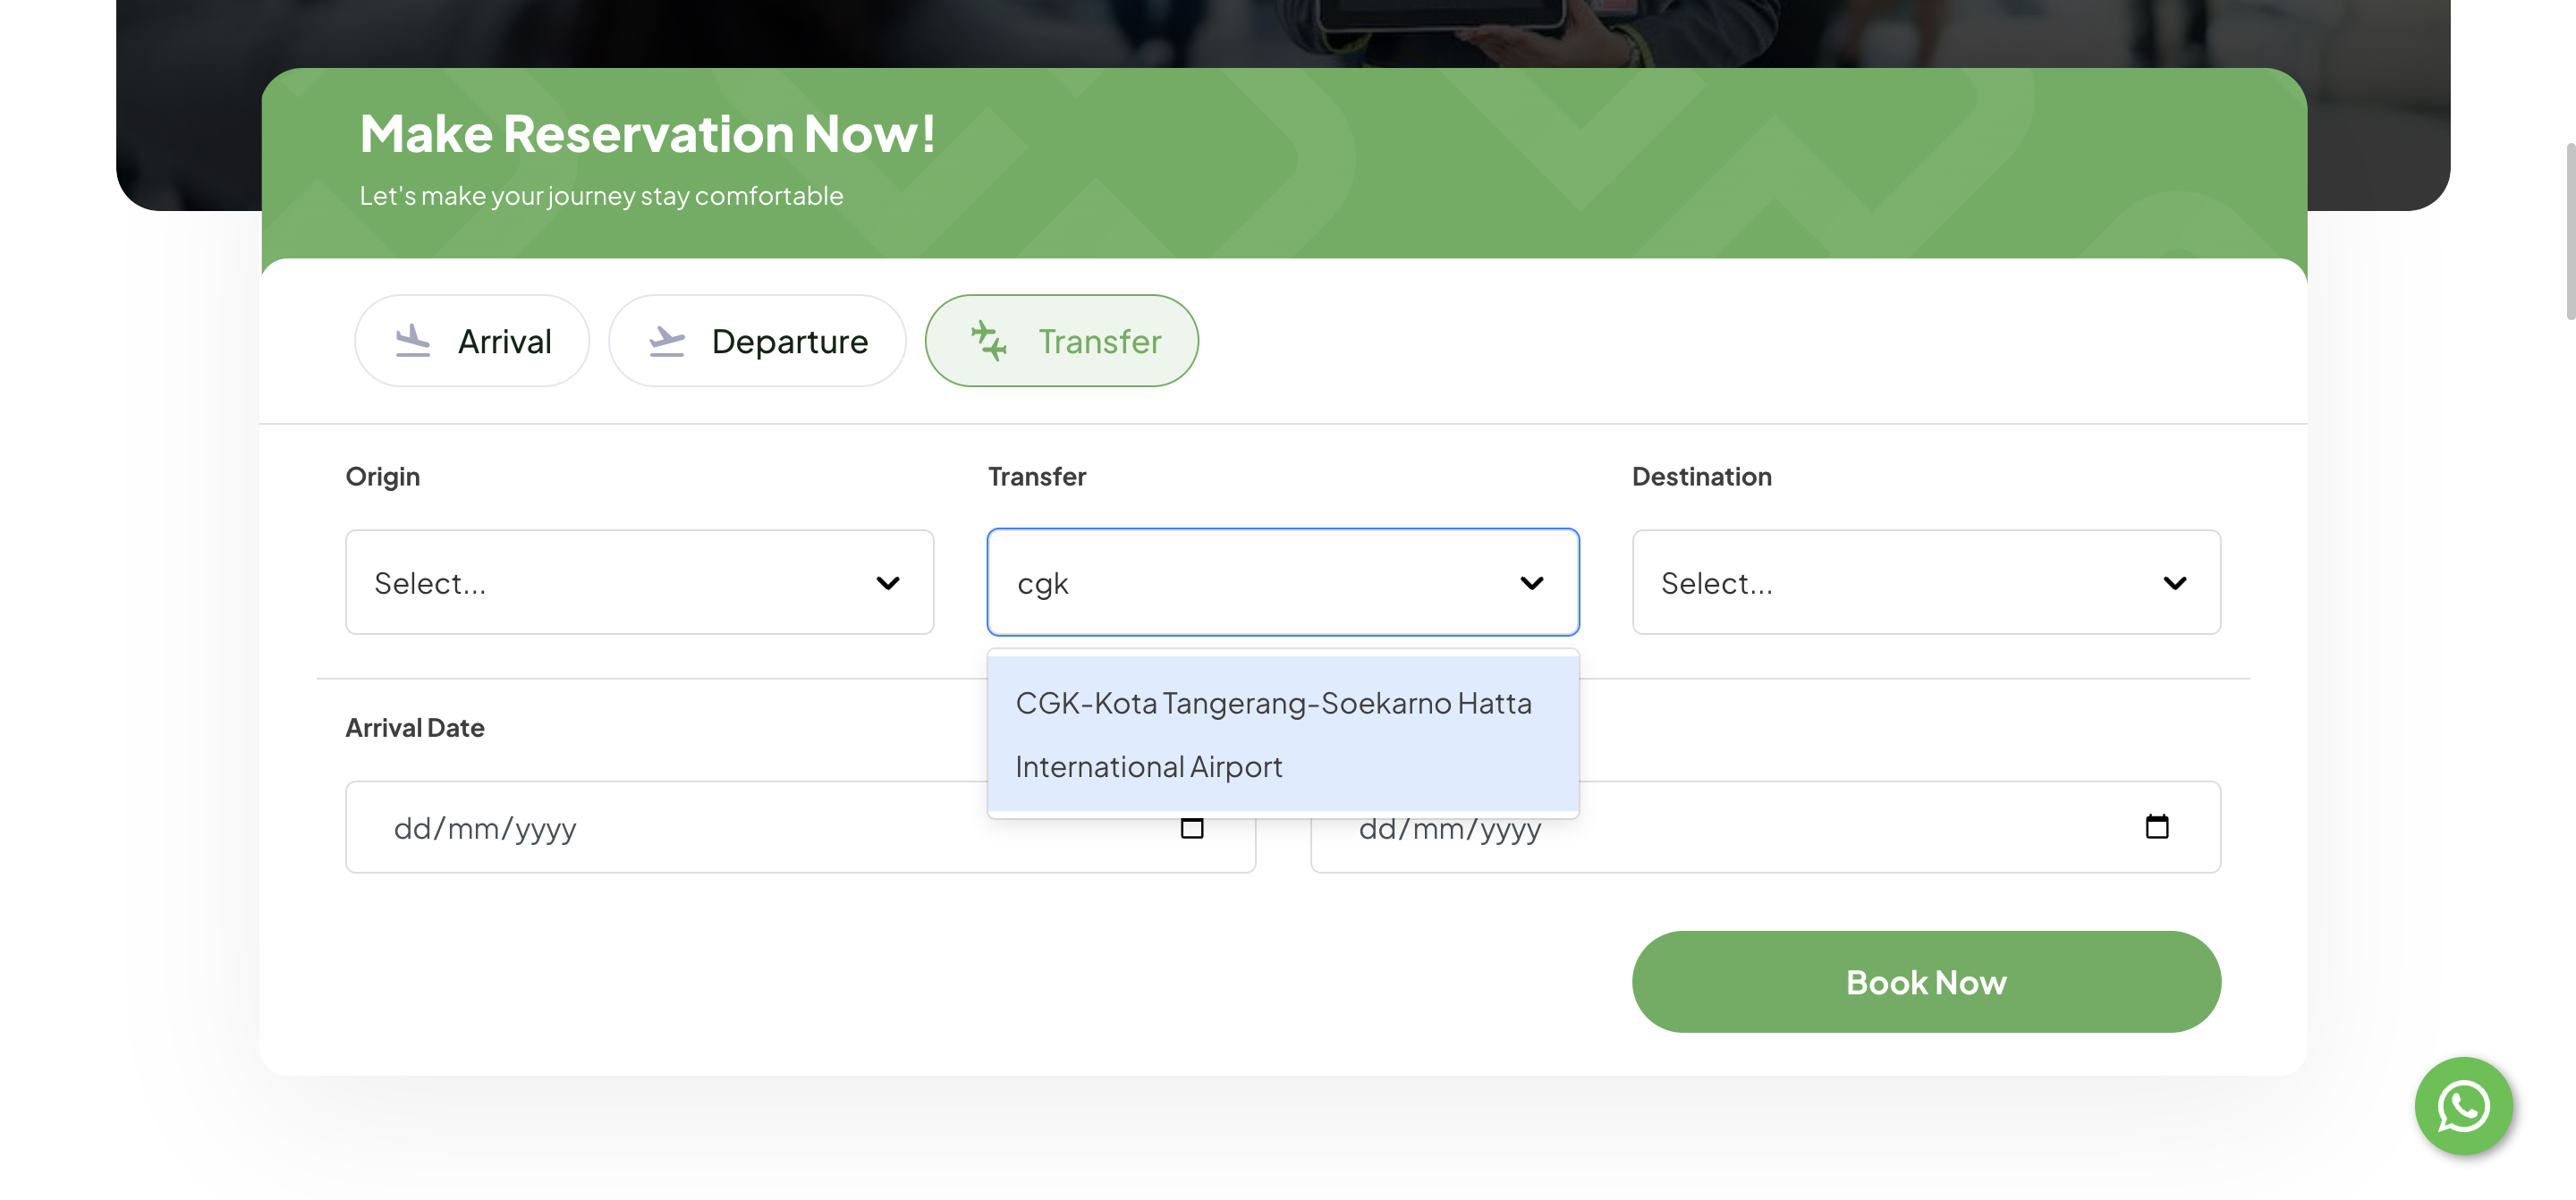 Make Reservation Now!
Let's make your journey stay comfortable
Arrival
Departure
Transfer
Origin
Transfer
Destination
Select...
cgk
Select...
CGK-Kota Tangerang-Soekarno Hatta
International Airport
Arrival Date
dd/mm/yyyy
dd/mm/yyyy
Book Now